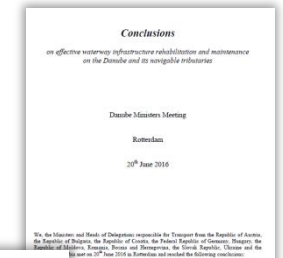 Conclusions
on effective waterway infrastructure rehabilitation and maintenance
on the Danube and its navigable tributaries
Danube Ministers Meeting
Rotterdam
20th June 2016
We, the Ministers and Heads of Delegations responsible for Transport from the Republic of Austria,
the Republic of Bulgaria, the Republic of Croatia, the Federal Republic of Germany, Hungary, the
Republic of Moldova, Romania, Bosnia and Herzegovina, the Slovak Republic, Ukraine and the
met on 20th June 2016 in Rotterdam and reached the following conclusions: